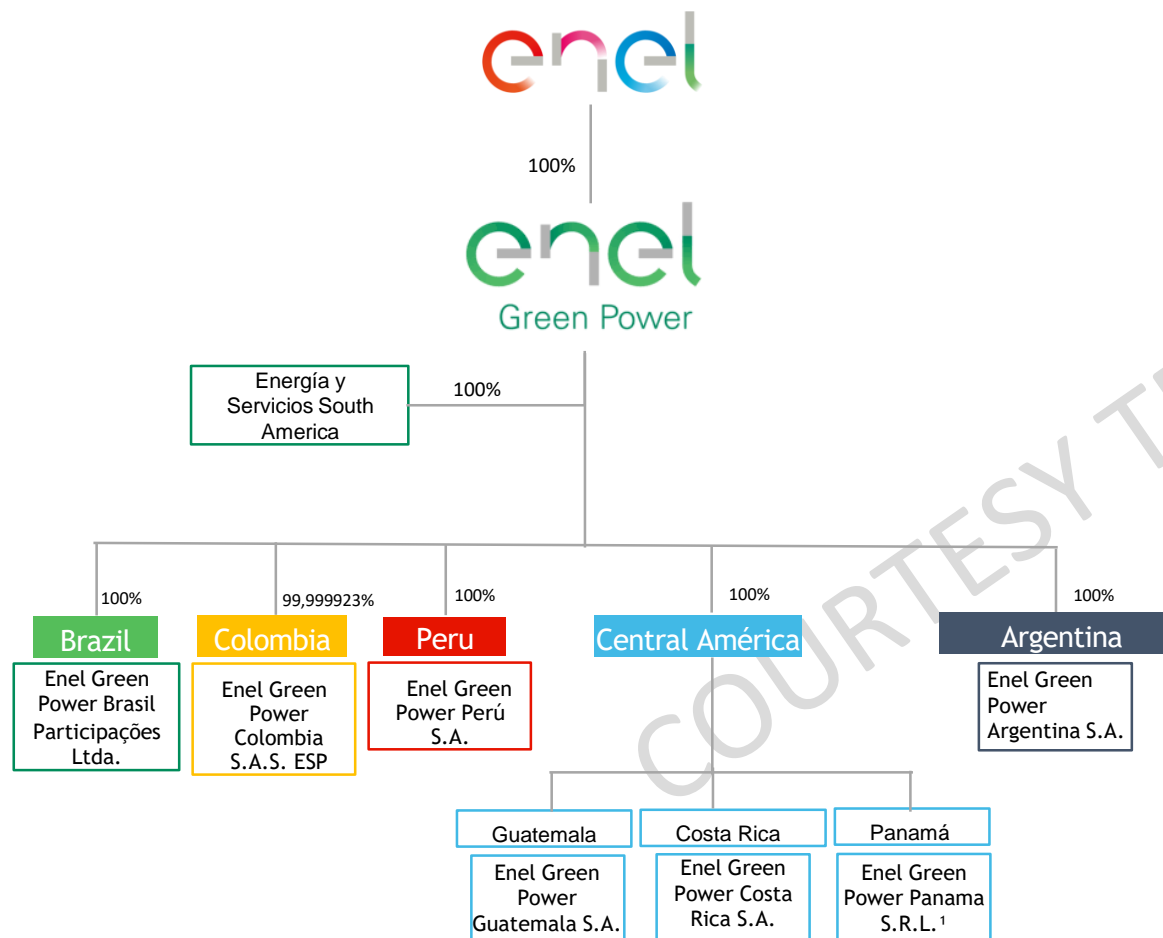 enel
100%
enel
Green Power
Energía y
Servicios South
America
100%
100%
99,999923%
100%
100%
100%
Brazil
Colombia
Peru
Central América
Argentina
Enel Green
Power Brasil
Participações
Ltda.
Enel Green
Power
Colombia
S.A.S. ESP
Enel Green
Power Perú
S.A.
Enel Green
Power
Argentina S.A.
Guatemala
Costa Rica
Panamá
Enel Green
Power
Guatemala S.A.
Enel Green
Power Costa
Rica S.A.
Enel Green
Power Panama
S.R.L.¹
COURTESY